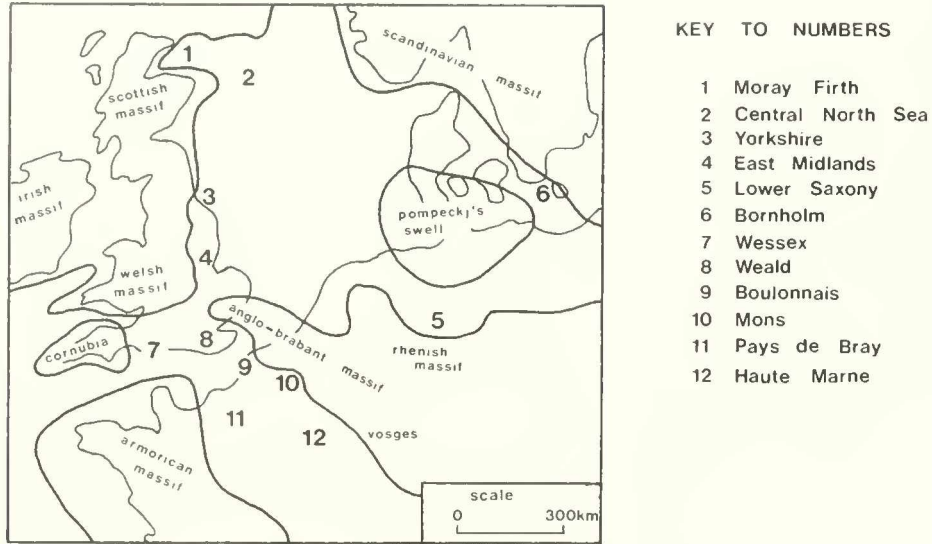 KEY TO NUMBERS
1 Moray Firth
2 Central North Sea
3 Yorkshire
4 East Midlands
5 Lower Saxony
6 Bornholm
7 Wessex
8 Weald
9 Boulonnais
10 Mons
11 Pays de Bray
12 Haute Marne
scandinavian
massif
1
2
scottish
massif
irish
massif
3
6
pompeckj's
swell
4
welsh
massif
5
anglo-brabant
massif
rhenish
massif
cornubia
7
8
9
10
11
12
vosges
armorican
massif
scale
0 300km